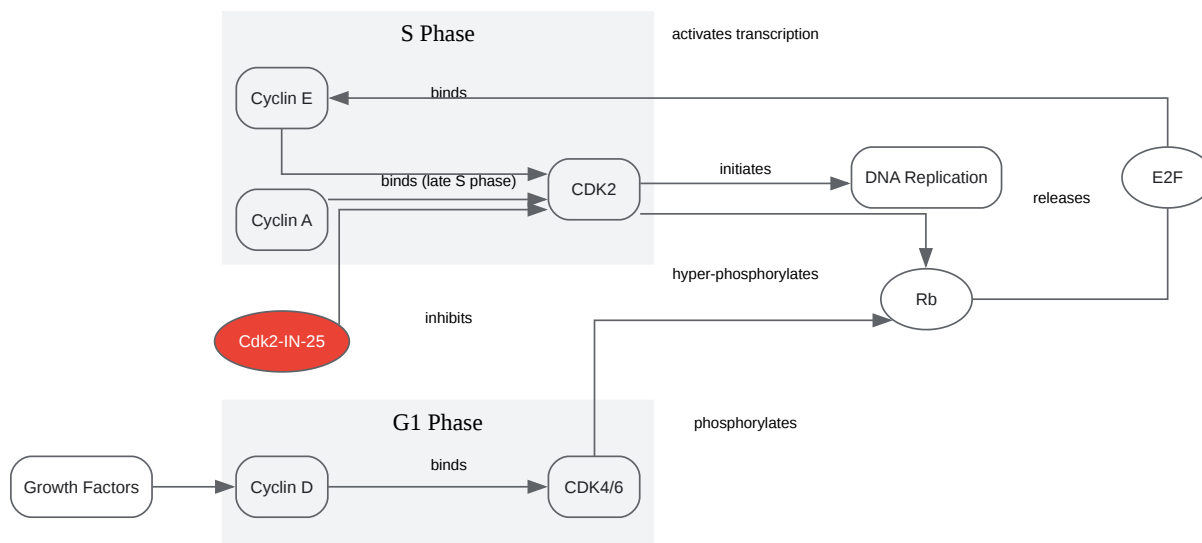 S Phase
activates transcription
Cyclin E
binds
binds (late S phase)
CDK2
initiates
DNA Replication
E2F
releases
Cyclin A
hyper-phosphorylates
Rb
inhibits
Cdk2-IN-25
G1 Phase
phosphorylates
Growth Factors
Cyclin D
binds
CDK4/6